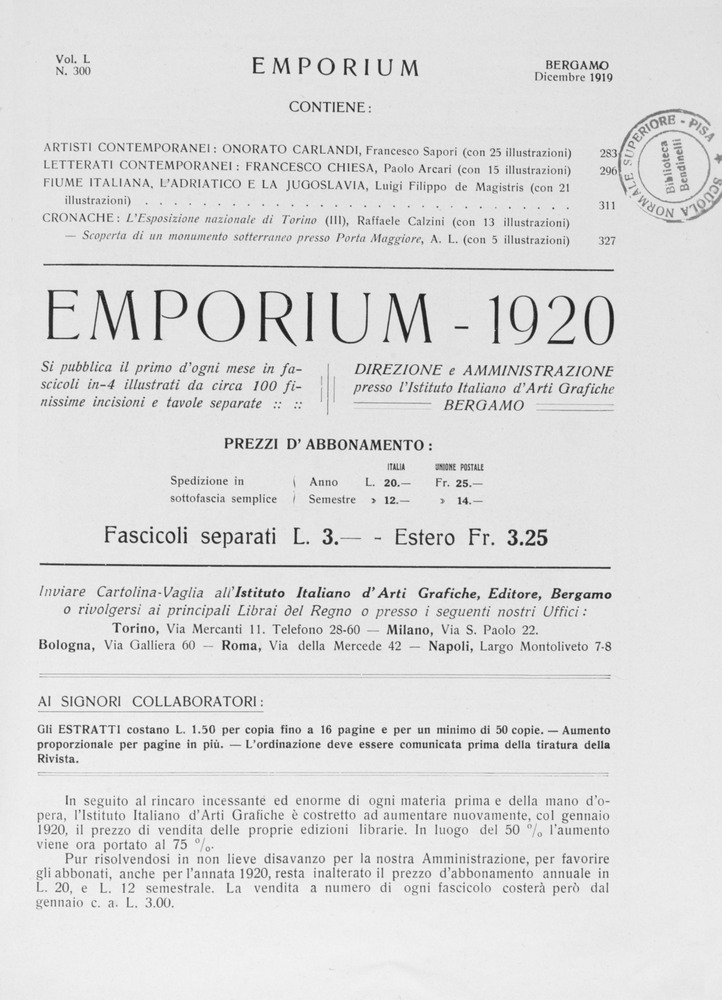 Vol. L
N. 300
EMPORIUM
BERGAMO
Dicembre 1919
CONTIENE:
ARTISTI CONTEMPORANEI: ONORATO CARLANDI, Francesco Sapori (con 25 illustrazioni) 283
LETTERATI CONTEMPORANEI: FRANCESCO CHIESA, Paolo Arcari (con 15 illustrazioni) 296
FIUME ITALIANA, L'ADRIATICO E LA JUGOSLAVIA, Luigi Filippo de Magistris (con 21
illustrazioni) . . . . . . . . . . . . . . . . . . . . . . . . . . . . . . 311
CRONACHE: L'Esposizione nazionale di Torino (III), Raffaele Calzini (con 13 illustrazioni)
— Scoperta di un monumento sotterraneo presso Porta Maggiore, A. L. (con 5 illustrazioni) 327
SCUOLA NORMALE SUPERIORE - PISA
Biblioteca
Bendinelli
EMPORIUM - 1920
Si pubblica il primo d'ogni mese in fa-
scicoli in-4 illustrati da circa 100 fi-
nissime incisioni e tavole separate :: ::
DIREZIONE e AMMINISTRAZIONE
presso l'Istituto Italiano d'Arti Grafiche
BERGAMO
PREZZI D' ABBONAMENTO:
ITALIA UNIONE POSTALE
Spedizione in Anno L. 20.— Fr. 25.—
sottofascia semplice Semestre » 12.— » 14.—
Fascicoli separati L. 3.— - Estero Fr. 3.25
Inviare Cartolina-Vaglia all'Istituto Italiano d'Arti Grafiche, Editore, Bergamo
o rivolgersi ai principali Librai del Regno o presso i seguenti nostri Uffici:
Torino, Via Mercanti 11. Telefono 28-60 — Milano, Via S. Paolo 22.
Bologna, Via Galliera 60 — Roma, Via della Mercede 42 — Napoli, Largo Montoliveto 7-8
AI SIGNORI COLLABORATORI:
Gli ESTRATTI costano L. 1.50 per copia fino a 16 pagine e per un minimo di 50 copie. — Aumento
proporzionale per pagine in più. — L'ordinazione deve essere comunicata prima della tiratura della
Rivista.
In seguito al rincaro incessante ed enorme di ogni materia prima e della mano d'o-
pera, l'Istituto Italiano d'Arti Grafiche è costretto ad aumentare nuovamente, col gennaio
1920, il prezzo di vendita delle proprie edizioni librarie. In luogo del 50 % l'aumento
viene ora portato al 75 %.
Pur risolvendosi in non lieve disavanzo per la nostra Amministrazione, per favorire
gli abbonati, anche per l'annata 1920, resta inalterato il prezzo d'abbonamento annuale in
L. 20, e L. 12 semestrale. La vendita a numero di ogni fascicolo costerà però dal
gennaio c. a. L. 3.00.